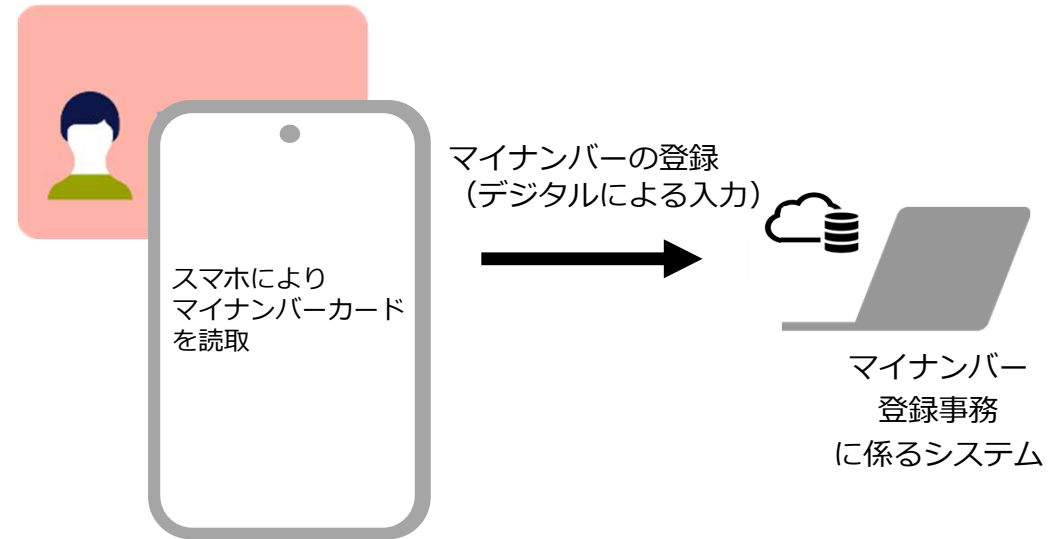 マイナンバーの登録
（デジタルによる入力）
スマホにより
マイナンバーカード
を読取
マイナンバー
登録事務
に係るシステム